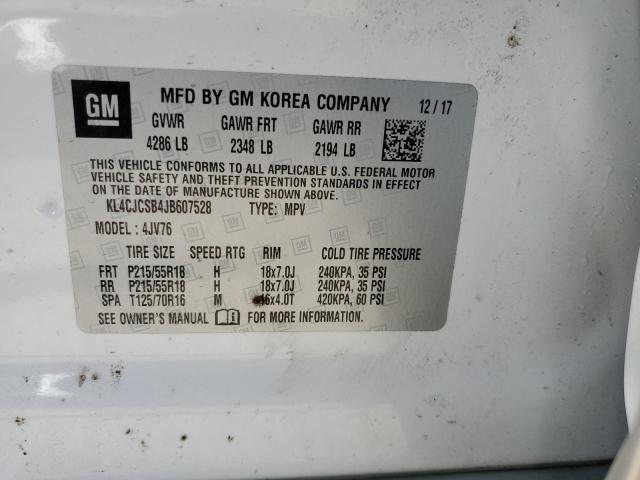 GM
MFD BY GM KOREA COMPANY 12/17
GVWR GAWR FRT GAWR RR
4286 LB 2348 LB 2194 LB
THIS VEHICLE CONFORMS TO ALL APPLICABLE U.S. FEDERAL MOTOR
VEHICLE SAFETY AND THEFT PREVENTION STANDARDS IN EFFECT
ON THE DATE OF MANUFACTURE SHOWN ABOVE.
KL4CJCSB4JB607528 TYPE: MPV
MODEL : 4JV76
TIRE SIZE SPEED RTG RIM COLD TIRE PRESSURE
FRT P215/55R18 H 18x7.0J 240KPA, 35 PSI
RR P215/55R18 H 18x7.0J 240KPA, 35 PSI
SPA T125/70R16 M 16x4.0T 420KPA, 60 PSI
SEE OWNER'S MANUAL FOR MORE INFORMATION.